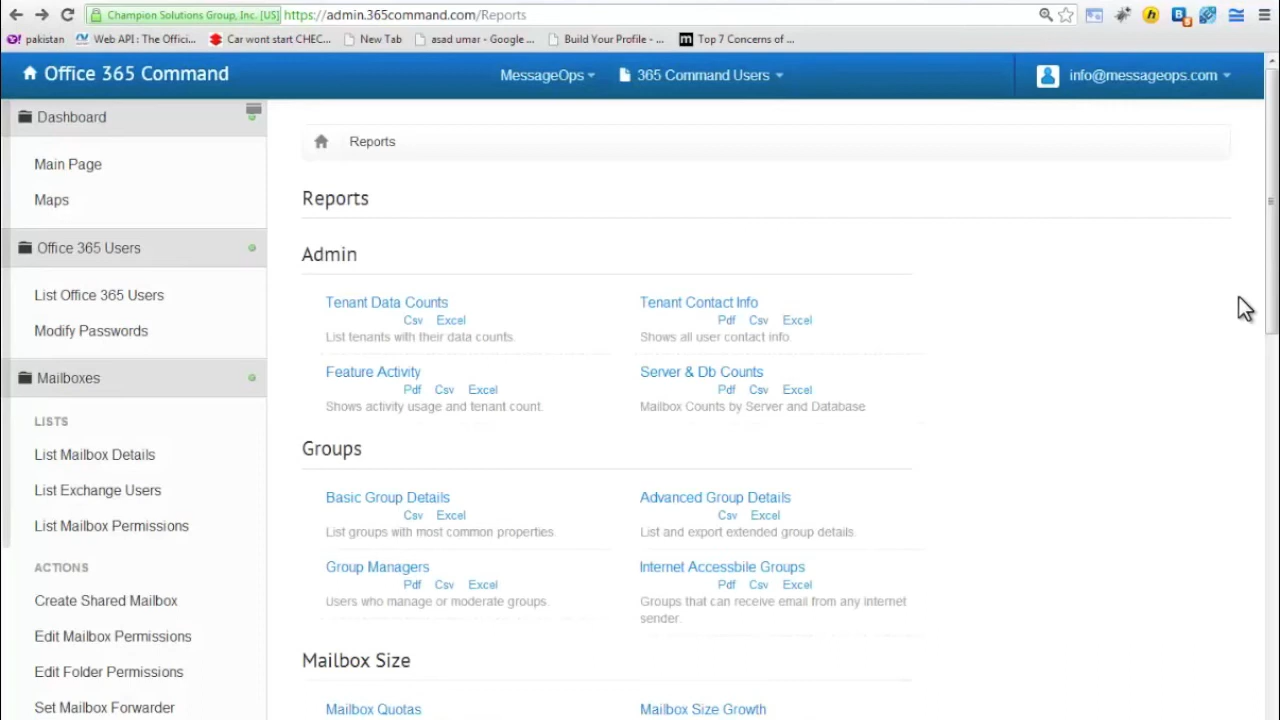 Champion Solutions Group, Inc. [US] https://admin.365command.com/Reports
Y! pakistan Web API : The Offici... Car wont start CHEC... New Tab asad umar - Google ... Build Your Profile - ... m Top 7 Concerns of ...
Office 365 Command MessageOps 365 Command Users info@messageops.com
Dashboard
Main Page
Maps
Office 365 Users
List Office 365 Users
Modify Passwords
Mailboxes
LISTS
List Mailbox Details
List Exchange Users
List Mailbox Permissions
ACTIONS
Create Shared Mailbox
Edit Mailbox Permissions
Edit Folder Permissions
Set Mailbox Forwarder
Reports
Reports
Admin
Tenant Data Counts
Csv Excel
List tenants with their data counts.
Tenant Contact Info
Pdf Csv Excel
Shows all user contact info.
Feature Activity
Pdf Csv Excel
Shows activity usage and tenant count.
Server & Db Counts
Pdf Csv Excel
Mailbox Counts by Server and Database
Groups
Basic Group Details
Csv Excel
List groups with most common properties.
Advanced Group Details
Csv Excel
List and export extended group details.
Group Managers
Pdf Csv Excel
Users who manage or moderate groups.
Internet Accessbile Groups
Pdf Csv Excel
Groups that can receive email from any internet
sender.
Mailbox Size
Mailbox Quotas
Mailbox Size Growth